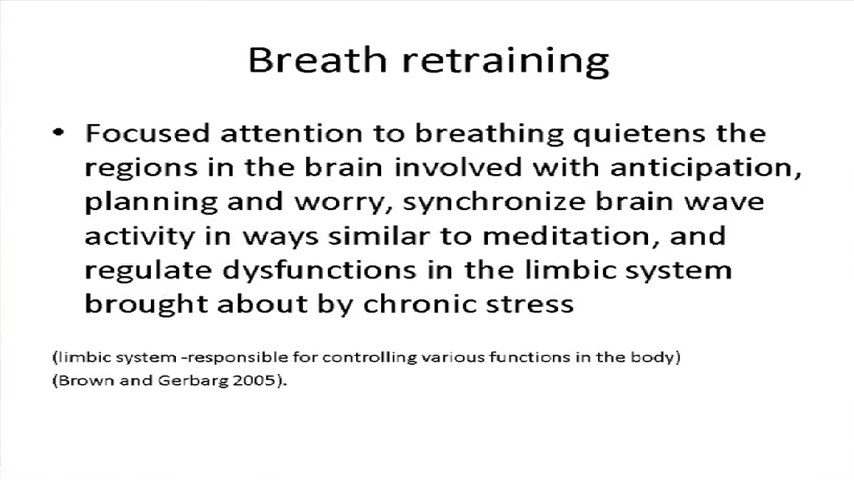 Breath retraining
• Focused attention to breathing quietens the
regions in the brain involved with anticipation,
planning and worry, synchronize brain wave
activity in ways similar to meditation, and
regulate dysfunctions in the limbic system
brought about by chronic stress
(limbic system -responsible for controlling various functions in the body)
(Brown and Gerbarg 2005).